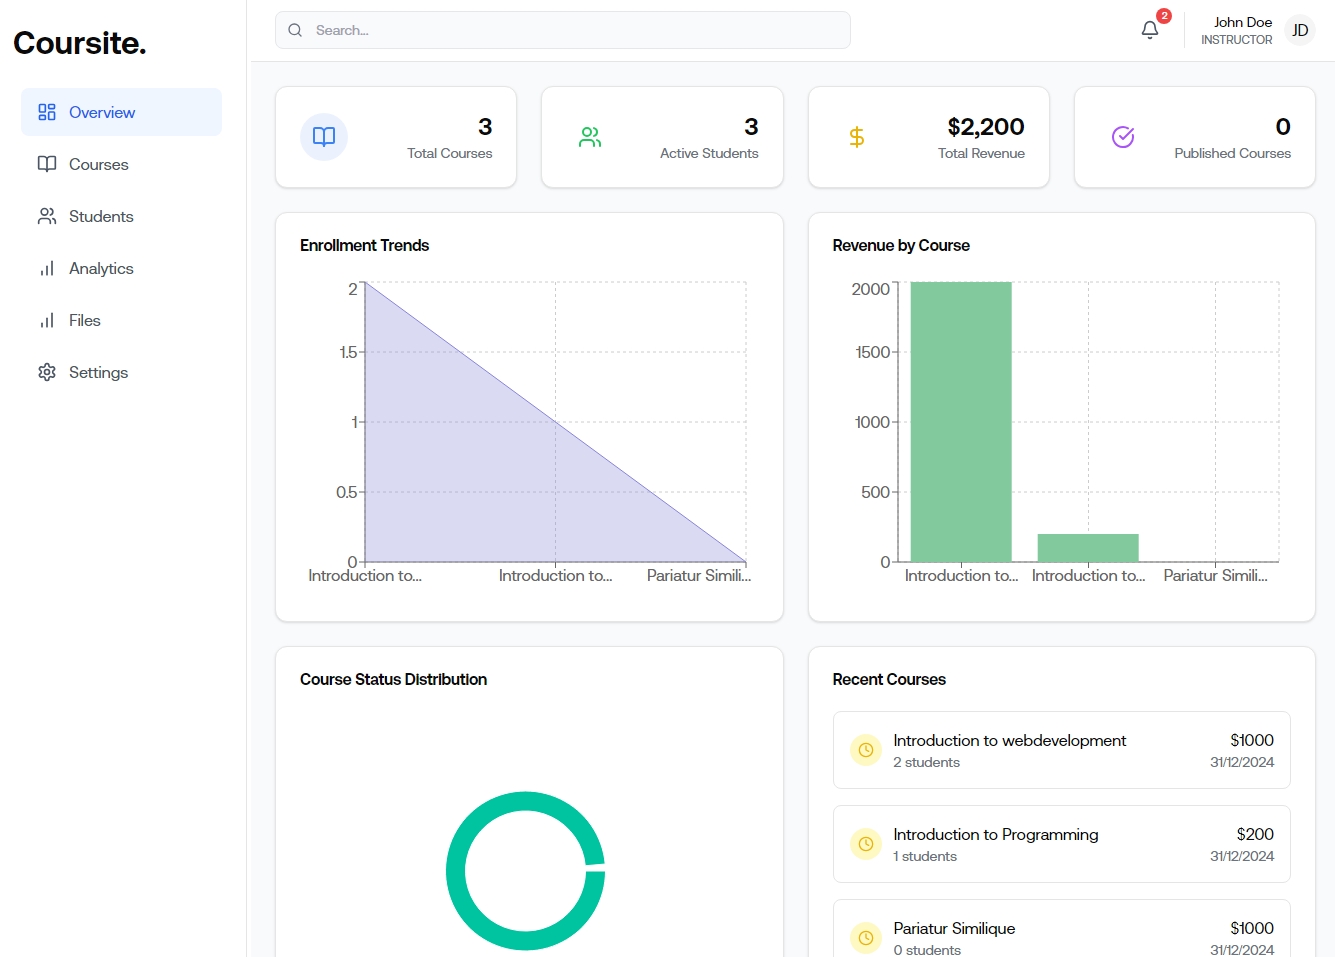 Coursite.
Overview
Courses
Students
Analytics
Files
Settings
Search...
2
John Doe
INSTRUCTOR
JD
3
Total Courses
3
Active Students
$2,200
Total Revenue
0
Published Courses
Enrollment Trends
2
1.5
1
0.5
0
Introduction to...
Introduction to...
Pariatur Simili...
Revenue by Course
2000
1500
1000
500
0
Introduction to...
Introduction to...
Pariatur Simili...
Course Status Distribution
Recent Courses
Introduction to webdevelopment
$1000
2 students
31/12/2024
Introduction to Programming
$200
1 students
31/12/2024
Pariatur Similique
$1000
0 students
31/12/2024